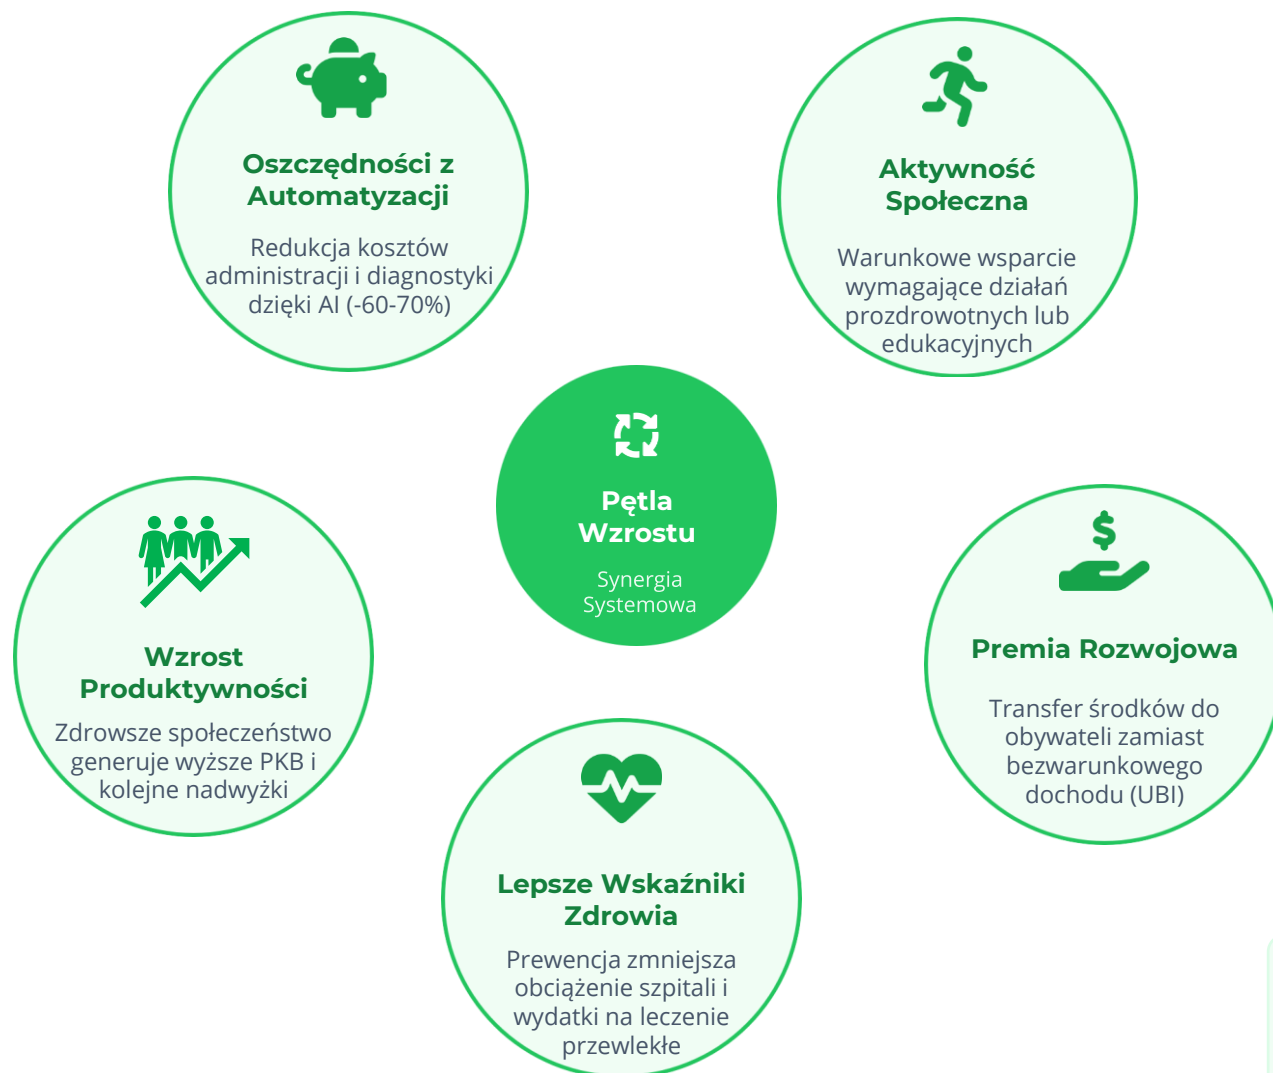 Oszczędności z
Automatyzacji
Redukcja kosztów
administracji i diagnostyki
dzięki AI (-60-70%)
Aktywność
Społeczna
Warunkowe wsparcie
wymagające działań
prozdrowotnych lub
edukacyjnych
Pętla
Wzrostu
Synergia
Systemowa
Wzrost
Produktywności
Zdrowsze społeczeństwo
generuje wyższe PKB i
kolejne nadwyżki
$
Premia Rozwojowa
Transfer środków do
obywateli zamiast
bezwarunkowego
dochodu (UBI)
Lepsze Wskaźniki
Zdrowia
Prewencja zmniejsza
obciążenie szpitali i
wydatki na leczenie
przewlekłe